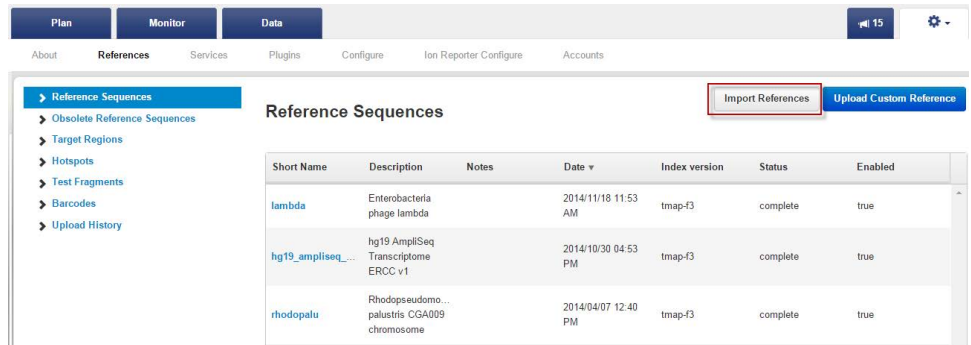 Plan Monitor Data 15
About References Services Plugins Configure Ion Reporter Configure Accounts
Reference Sequences
Obsolete Reference Sequences
Target Regions
Hotspots
Test Fragments
Barcodes
Upload History
Reference Sequences
Import References
Upload Custom Reference
Short Name Description Notes Date Index version Status Enabled
lambda
Enterobacteria
phage lambda
2014/11/18 11:53
AM
tmap-f3
complete
true
hg19_ampliseq_...
hg19 AmpliSeq
Transcriptome
ERCC v1
2014/10/30 04:53
PM
tmap-f3
complete
true
rhodopalu
Rhodopseudomo...
palustris CGA009
chromosome
2014/04/07 12:40
PM
tmap-f3
complete
true